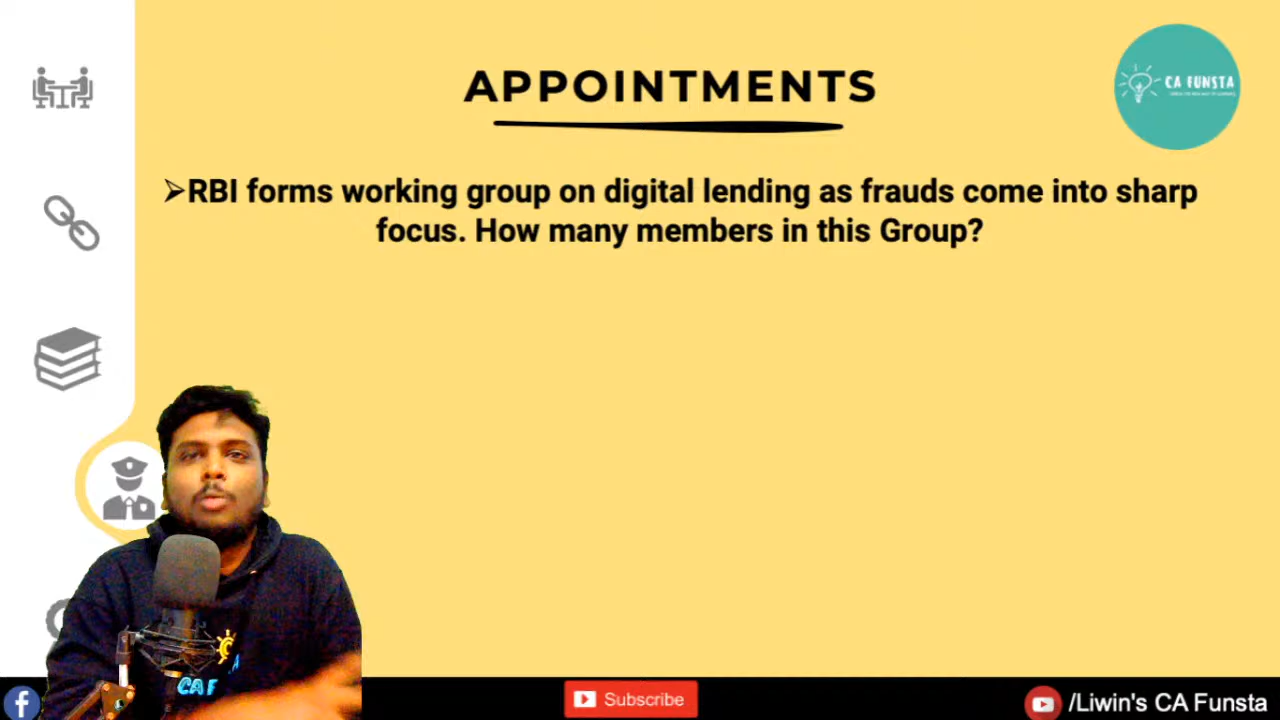 APPOINTMENTS
CA FUNSTA
➢RBI forms working group on digital lending as frauds come into sharp
focus. How many members in this Group?
CA F
Subscribe
/Liwin's CA Funsta